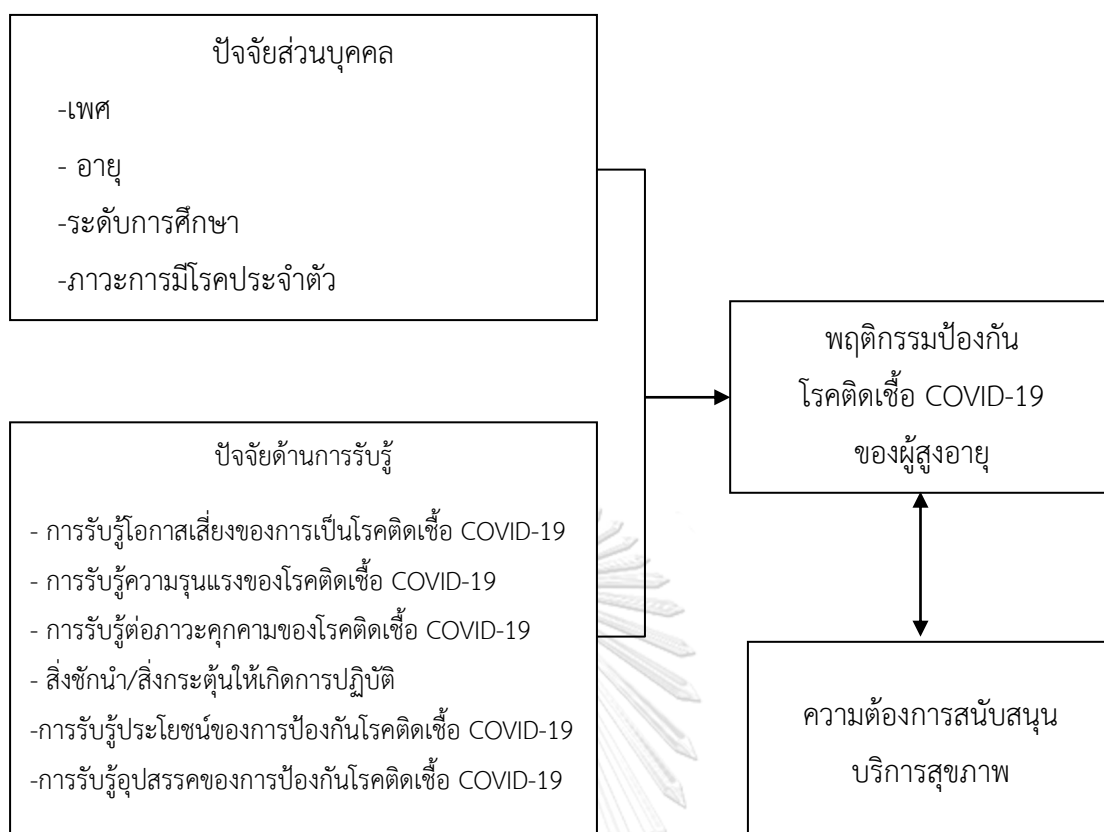 ปัจจัยส่วนบุคคล
-เพศ
- อายุ
-ระดับการศึกษา
-ภาวะการมีโรคประจำตัว
ปัจจัยด้านการรับรู้
- การรับรู้โอกาสเสี่ยงของการเป็นโรคติดเชื้อ COVID-19
- การรับรู้ความรุนแรงของโรคติดเชื้อ COVID-19
- การรับรู้ต่อภาวะคุกคามของโรคติดเชื้อ COVID-19
- สิ่งชักนำ/สิ่งกระตุ้นให้เกิดการปฏิบัติ
-การรับรู้ประโยชน์ของการป้องกันโรคติดเชื้อ COVID-19
-การรับรู้อุปสรรคของการป้องกันโรคติดเชื้อ COVID-19
พฤติกรรมป้องกัน
โรคติดเชื้อ COVID-19
ของผู้สูงอายุ
ความต้องการสนับสนุน
บริการสุขภาพ